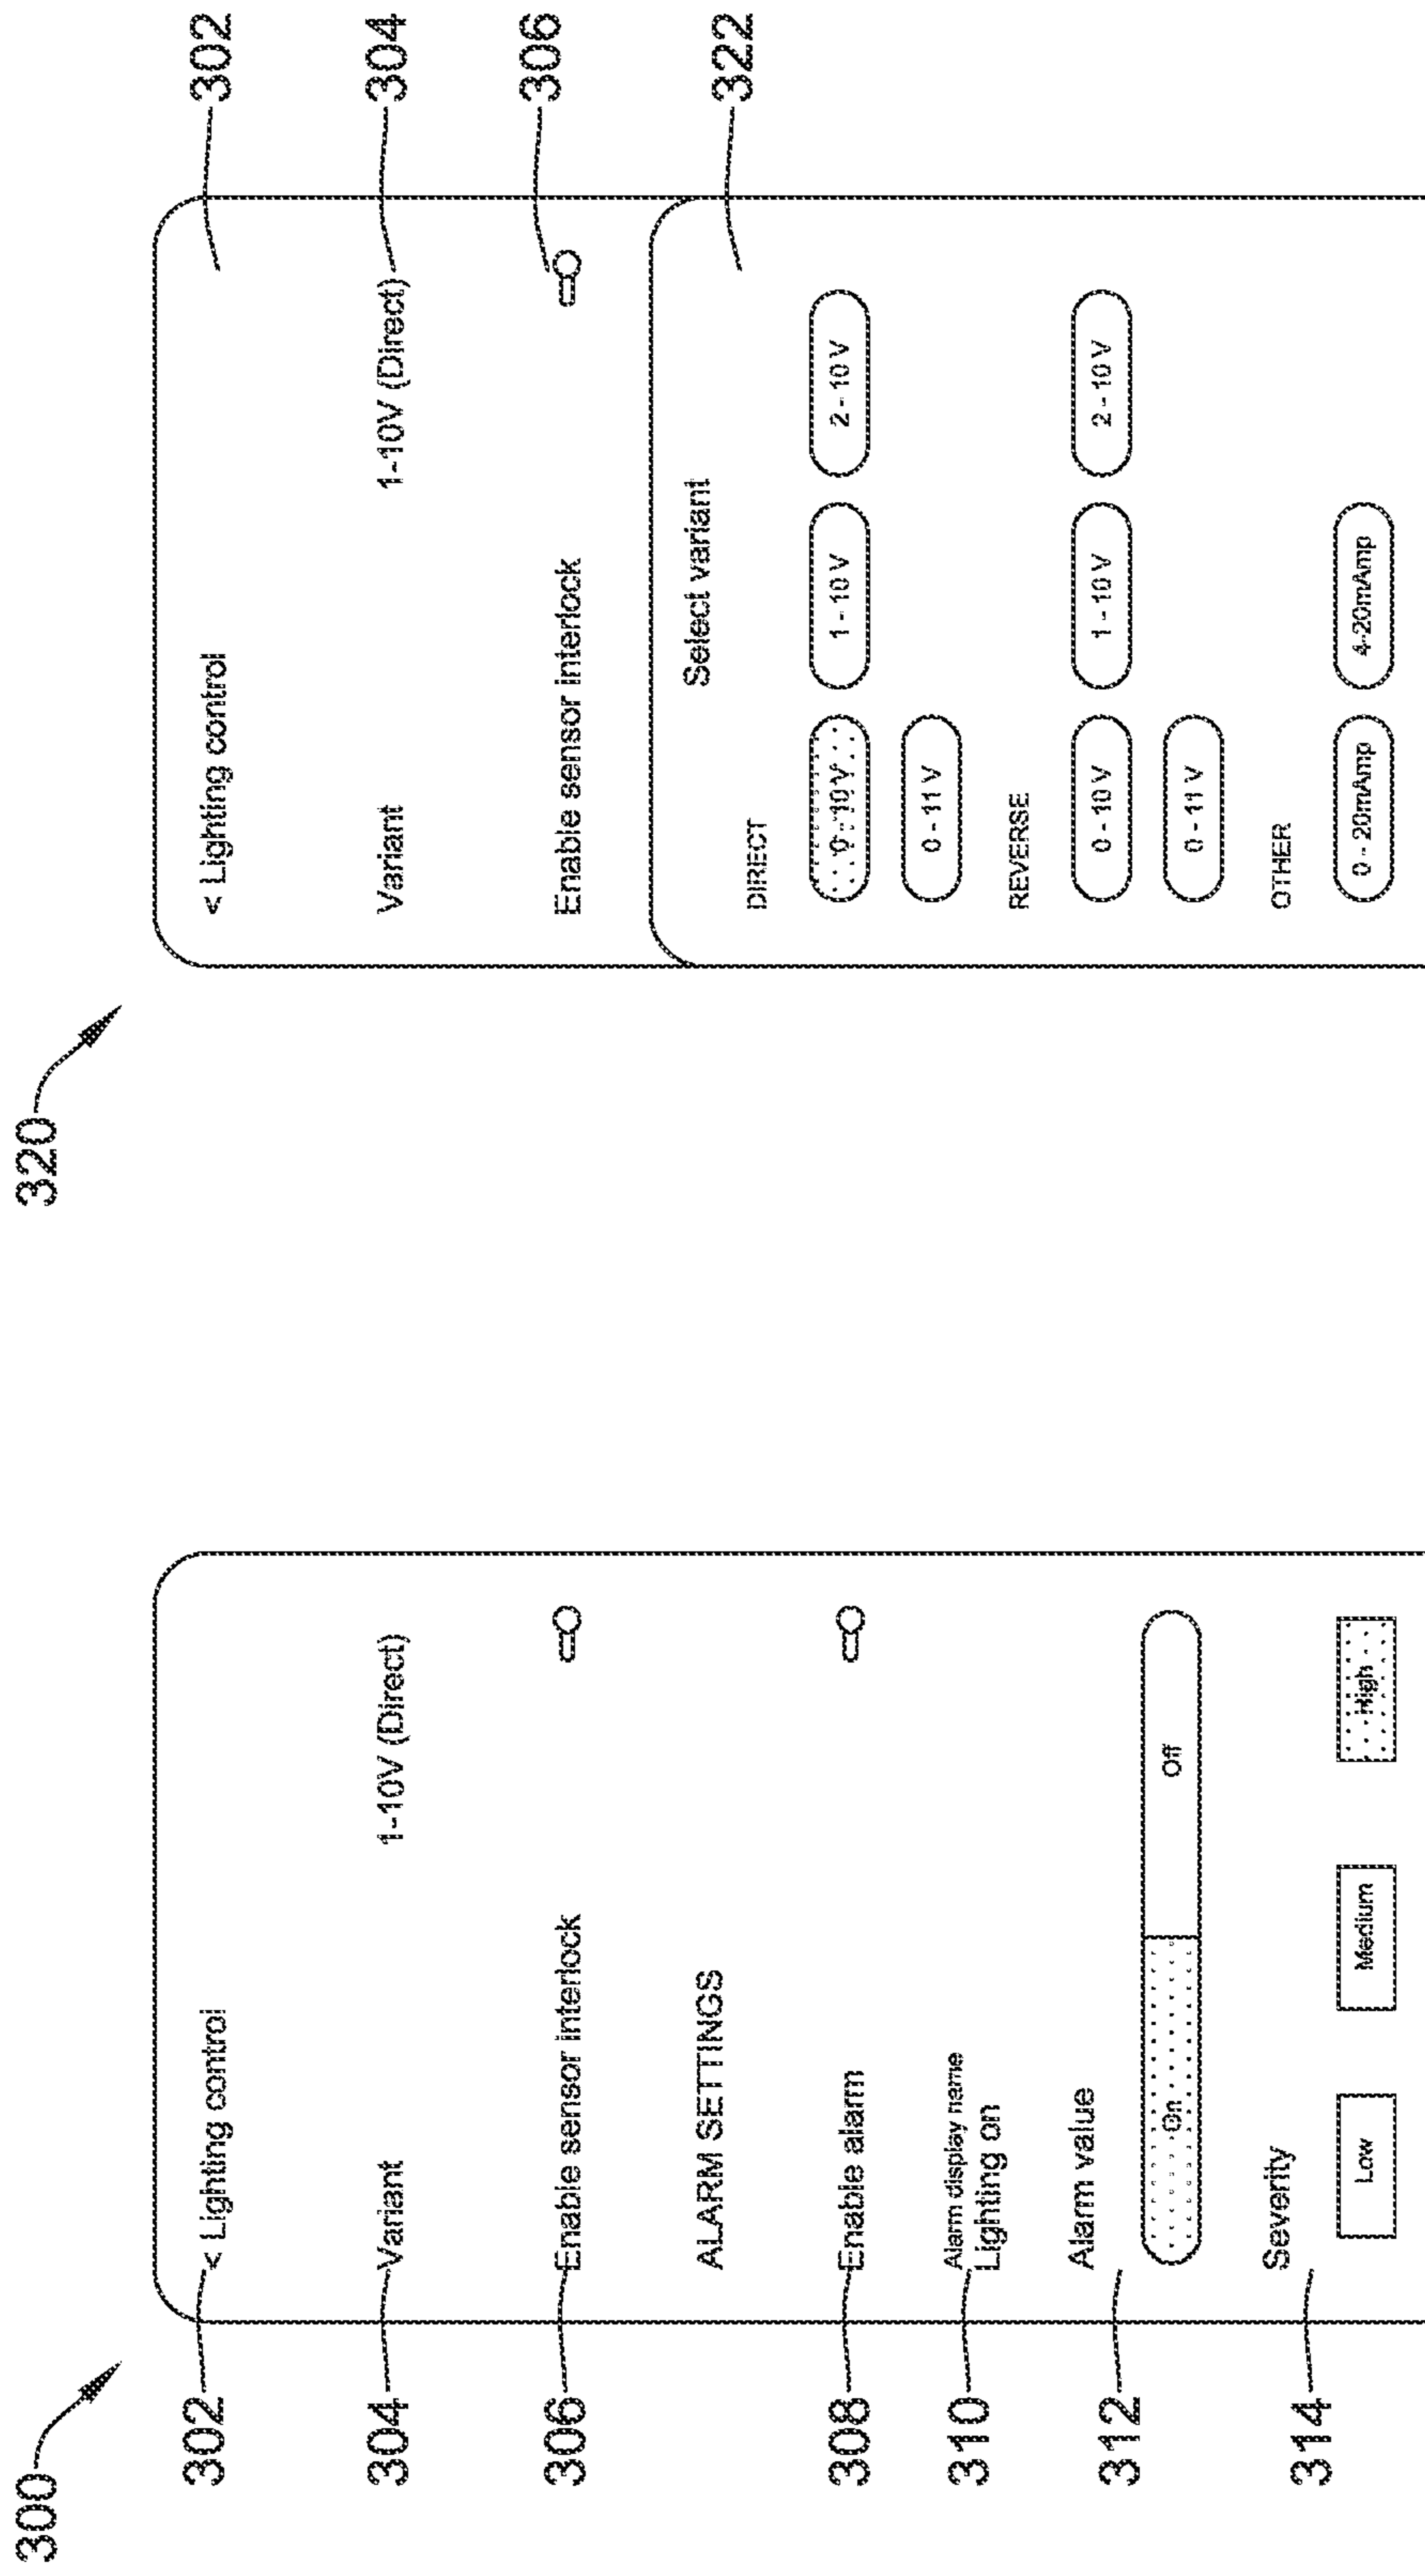 300
302
< Lighting control
304
Variant
1-10V (Direct)
306
Enable sensor interlock
ALARM SETTINGS
308
Enable alarm
310
Alarm display name
Lighting on
312
Alarm value
On
Off
314
Severity
Low
Medium
High
320
< Lighting control
302
Variant
1-10V (Direct)
304
Enable sensor interlock
306
Select variant
322
DIRECT
0 - 10 V
1 - 10 V
2 - 10 V
0 - 11 V
REVERSE
0 - 10 V
1 - 10 V
2 - 10 V
0 - 11 V
OTHER
0 - 20mAmp
4-20mAmp